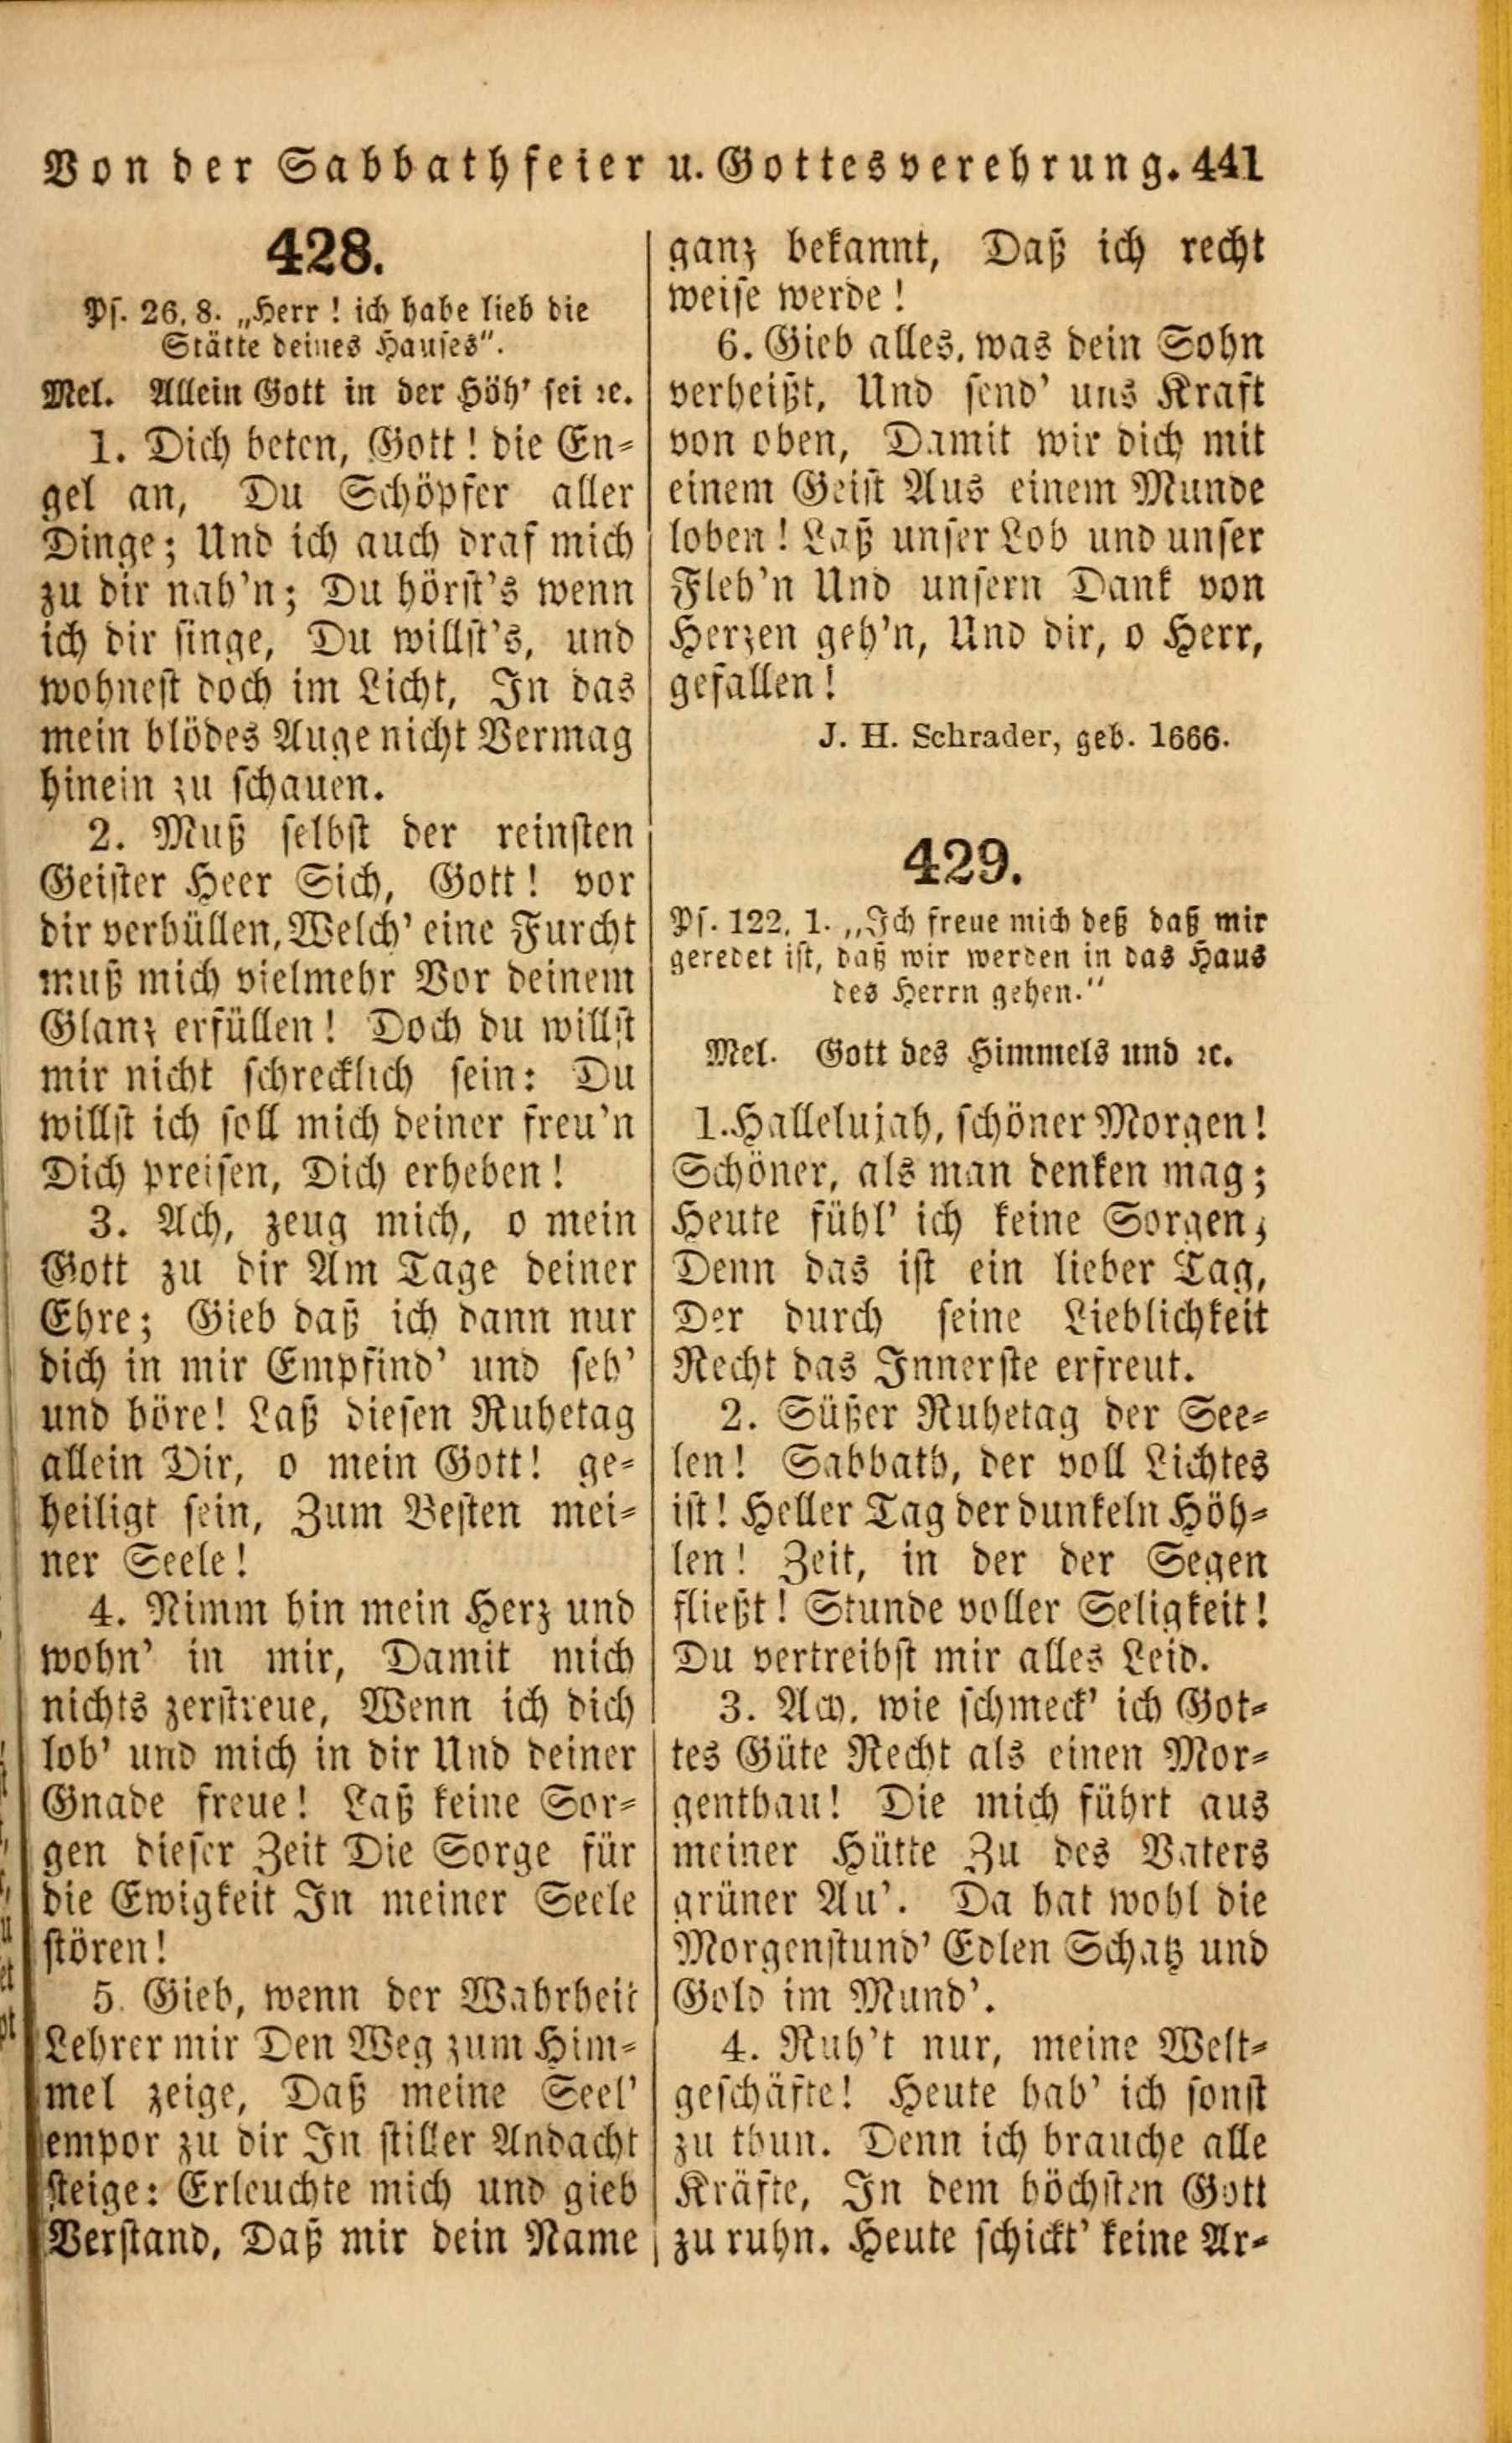 Von der Sabbathfeier u. Gottesverehrung. 441
428.
Ps. 26, 8. „Herr! ich habe lieb die
Stätte deines Hauses".
Mel. Allein Gott in der Höh' sei ꝛc.
1. Dich beten, Gott! die En-
gel an, Du Schöpfer aller
Dinge; Und ich auch draf mich
zu dir nah'n; Du hörst's wenn
ich dir singe, Du willst's, und
wohnest doch im Licht, In das
mein blödes Auge nicht Vermag
hinein zu schauen.
2. Muß selbst der reinsten
Geister Heer Sich, Gott! vor
dir verhüllen, Welch' eine Furcht
muß mich vielmehr Vor deinem
Glanz erfüllen! Doch du willst
mir nicht schrecklich sein: Du
willst ich soll mich deiner freu'n
Dich preisen, Dich erheben!
3. Ach, zeug mich, o mein
Gott zu dir Am Tage deiner
Ehre; Gieb daß ich dann nur
dich in mir Empfind' und seh'
und höre! Laß diesen Ruhetag
allein Dir, o mein Gott! ge-
heiligt sein, Zum Besten mei-
ner Seele!
4. Nimm hin mein Herz und
wohn' in mir, Damit mich
nichts zerstreue, Wenn ich dich
lob' und mich in dir Und deiner
Gnade freue! Laß keine Sor-
gen dieser Zeit Die Sorge für
die Ewigkeit In meiner Seele
stören!
5. Gieb, wenn der Wahrheit
Lehrer mir Den Weg zum Him-
mel zeige, Daß meine Seel'
empor zu dir In stiller Andacht
steige: Erleuchte mich und gieb
Verstand, Daß mir dein Name
ganz bekannt, Daß ich recht
weise werde!
6. Gieb alles, was dein Sohn
verheißt, Und send' uns Kraft
von oben, Damit wir dich mit
einem Geist Aus einem Munde
loben! Laß unser Lob und unser
Fleh'n Und unsern Dank von
Herzen geh'n, Und dir, o Herr,
gefallen!
J. H. Schrader, geb. 1666.
429.
Ps. 122, 1. „Ich freue mich deß daß mir
geredet ist, daß wir werden in das Haus
des Herrn gehen."
Mel. Gott des Himmels und ꝛc.
1. Hallelujah, schöner Morgen!
Schöner, als man denken mag;
Heute fühl' ich keine Sorgen;
Denn das ist ein lieber Tag,
Der durch seine Lieblichkeit
Recht das Innerste erfreut.
2. Süßer Ruhetag der See-
len! Sabbath, der voll Lichtes
ist! Heller Tag der dunkeln Höh-
len! Zeit, in der der Segen
fließt! Stunde voller Seligkeit!
Du vertreibst mir alles Leid.
3. Ach, wie schmeck' ich Got-
tes Güte Recht als einen Mor-
genthau! Die mich führt aus
meiner Hütte Zu des Vaters
grüner Au'. Da hat wohl die
Morgenstund' Edlen Schatz und
Gold im Mund'.
4. Ruh't nur, meine Welt-
geschäfte! Heute hab' ich sonst
zu thun. Denn ich brauche alle
Kräfte, In dem höchsten Gott
zu ruhn. Heute schickt' keine Ar-